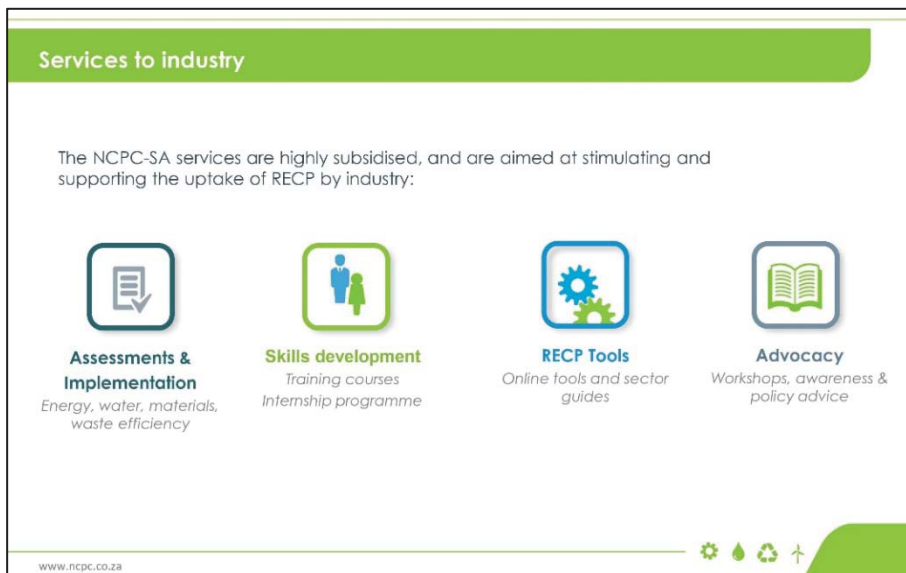 Services to industry
The NCPC-SA services are highly subsidised, and are aimed at stimulating and
supporting the uptake of RECP by industry:
Assessments &
Implementation
Energy, water, materials,
waste efficiency
Skills development
Training courses
Internship programme
RECP Tools
Online tools and sector
guides
Advocacy
Workshops, awareness &
policy advice
www.ncpc.co.za